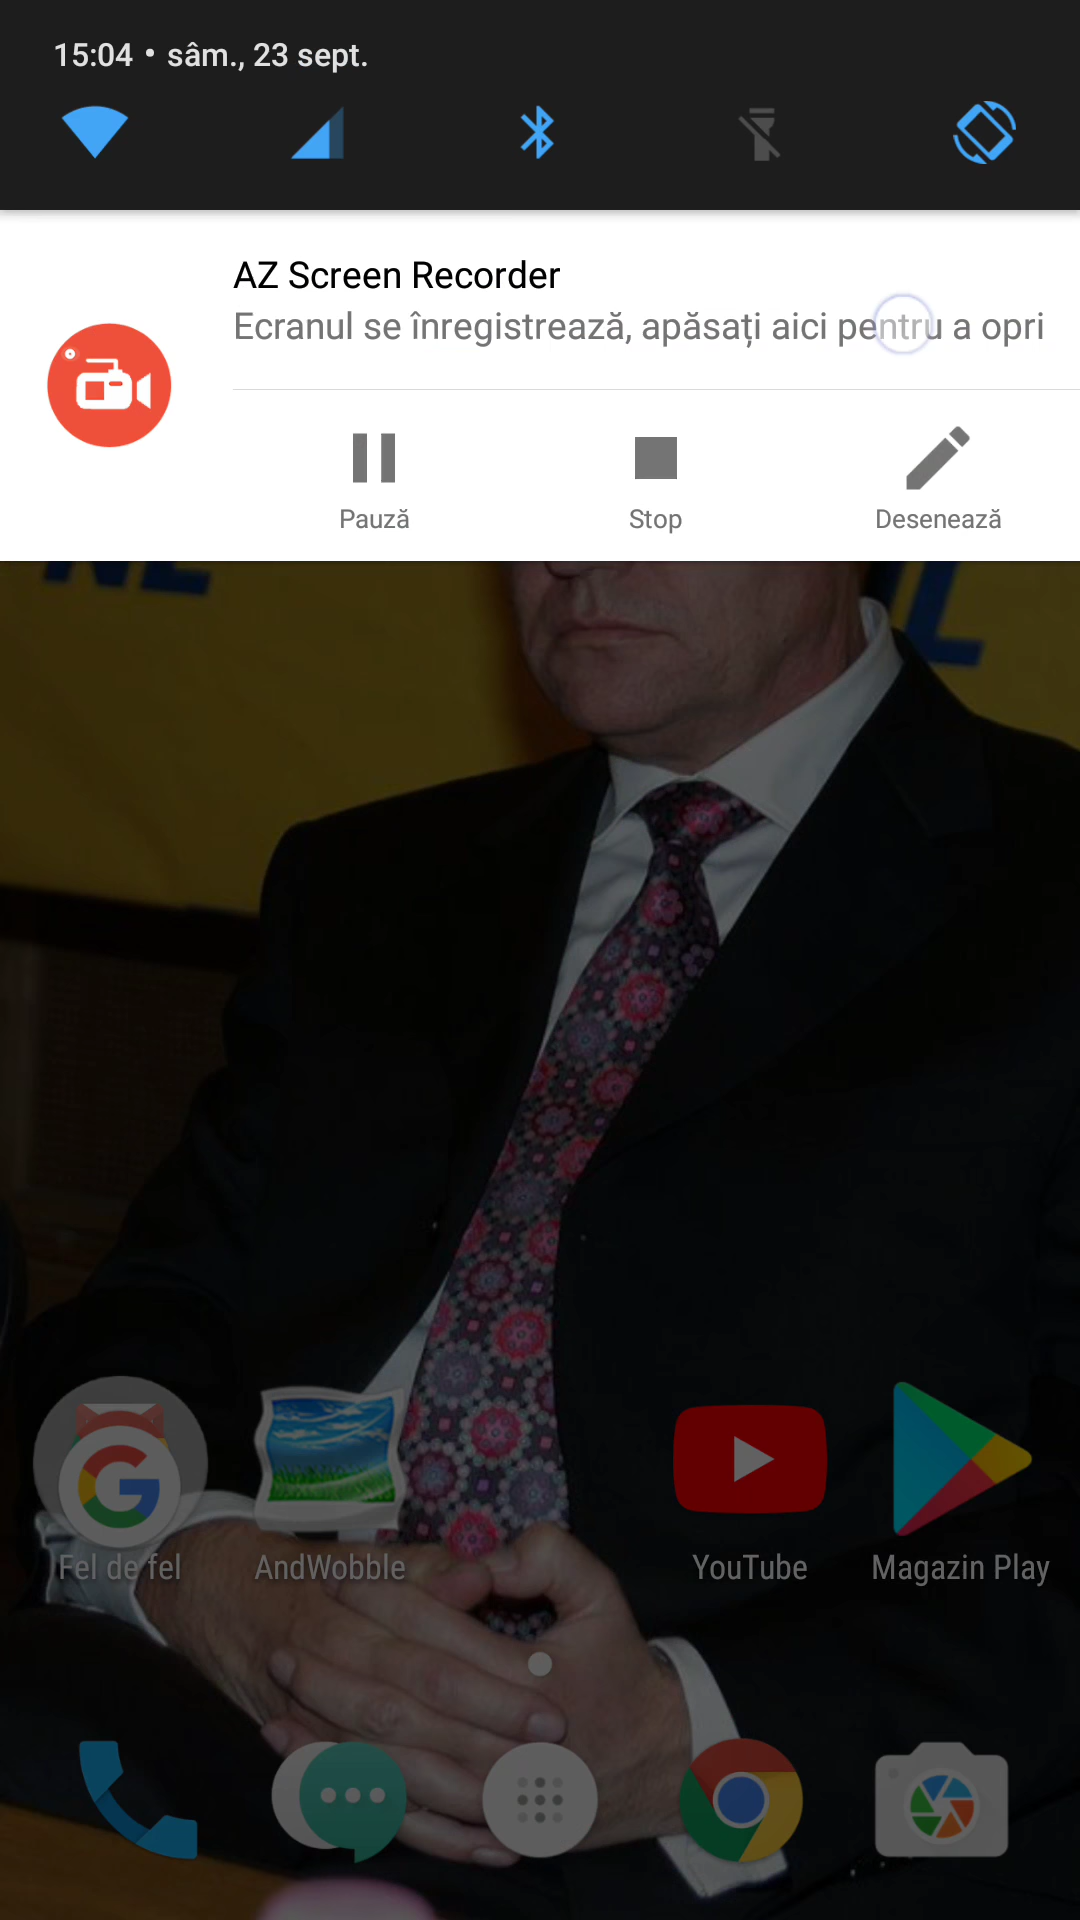 15:04 • sâm., 23 sept.
AZ Screen Recorder
Ecranul se înregistrează, apăsați aici pentru a opri
Pauză
Stop
Desenează
Fel de fel
AndWobble
YouTube
Magazin Play